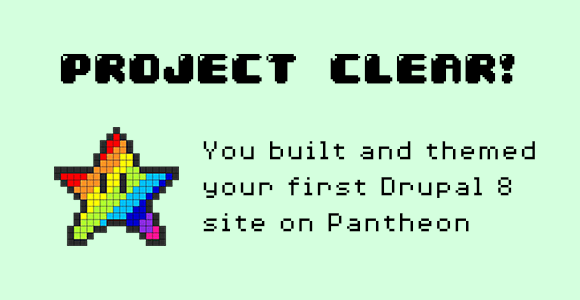 PROJECT CLEAR!
You built and themed
your first Drupal 8
site on Pantheon